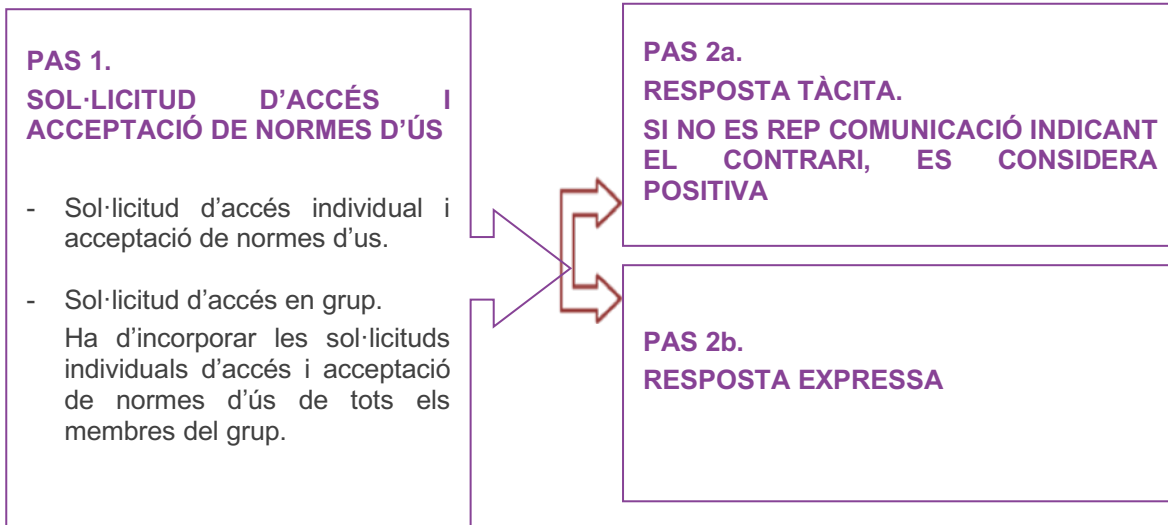 PAS 1.
SOL·LICITUD D’ACCÉS I
ACCEPTACIÓ DE NORMES D’ÚS
- Sol·licitud d’accés individual i
acceptació de normes d’us.
- Sol·licitud d’accés en grup.
Ha d’incorporar les sol·licituds
individuals d’accés i acceptació
de normes d’ús de tots els
membres del grup.
PAS 2a.
RESPOSTA TÀCITA.
SI NO ES REP COMUNICACIÓ INDICANT
EL CONTRARI, ES CONSIDERA
POSITIVA
PAS 2b.
RESPOSTA EXPRESSA